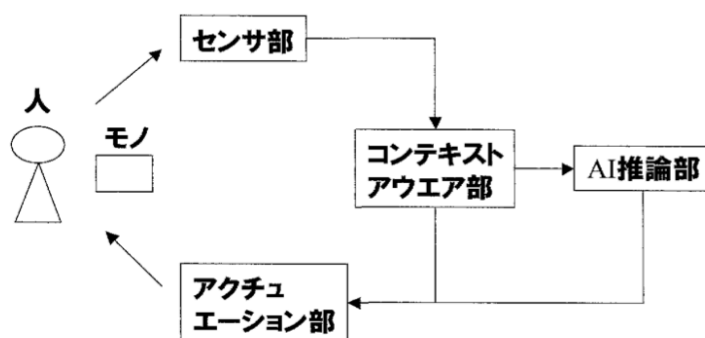 センサ部
人
モノ
コンテキスト
アウエア部
AI推論部
アクチュ
エーション部